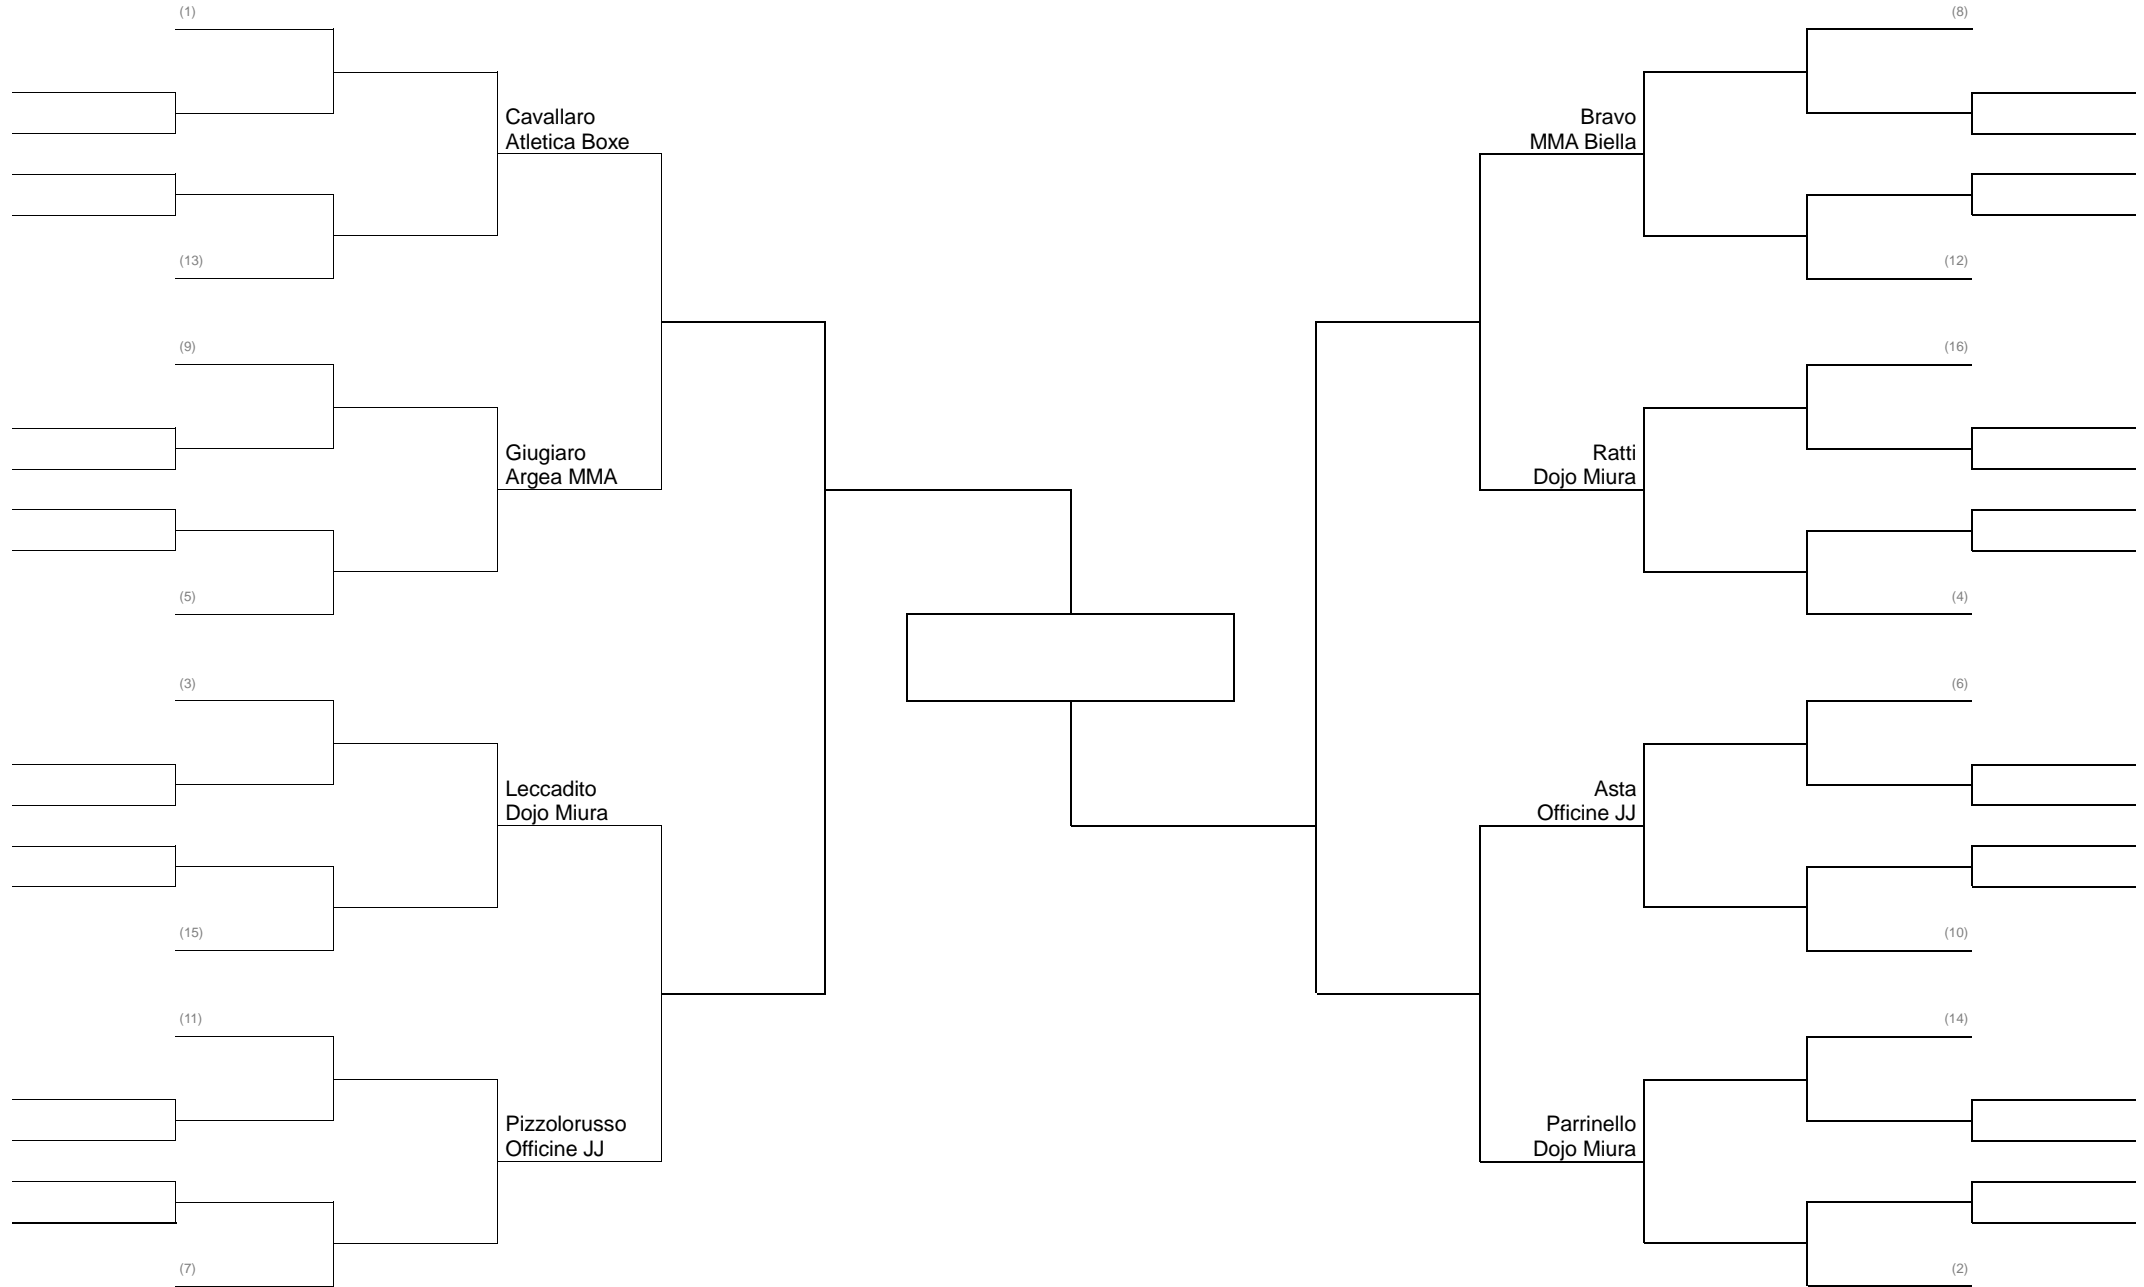 (1)
(8)
Cavallaro
Atletica Boxe
Bravo
MMA Biella
(13)
(12)
(9)
(16)
Giugiaro
Argea MMA
Ratti
Dojo Miura
(5)
(4)
(3)
(6)
Leccadito
Dojo Miura
Asta
Officine JJ
(15)
(10)
(11)
(14)
Pizzolorusso
Officine JJ
Parrinello
Dojo Miura
(7)
(2)